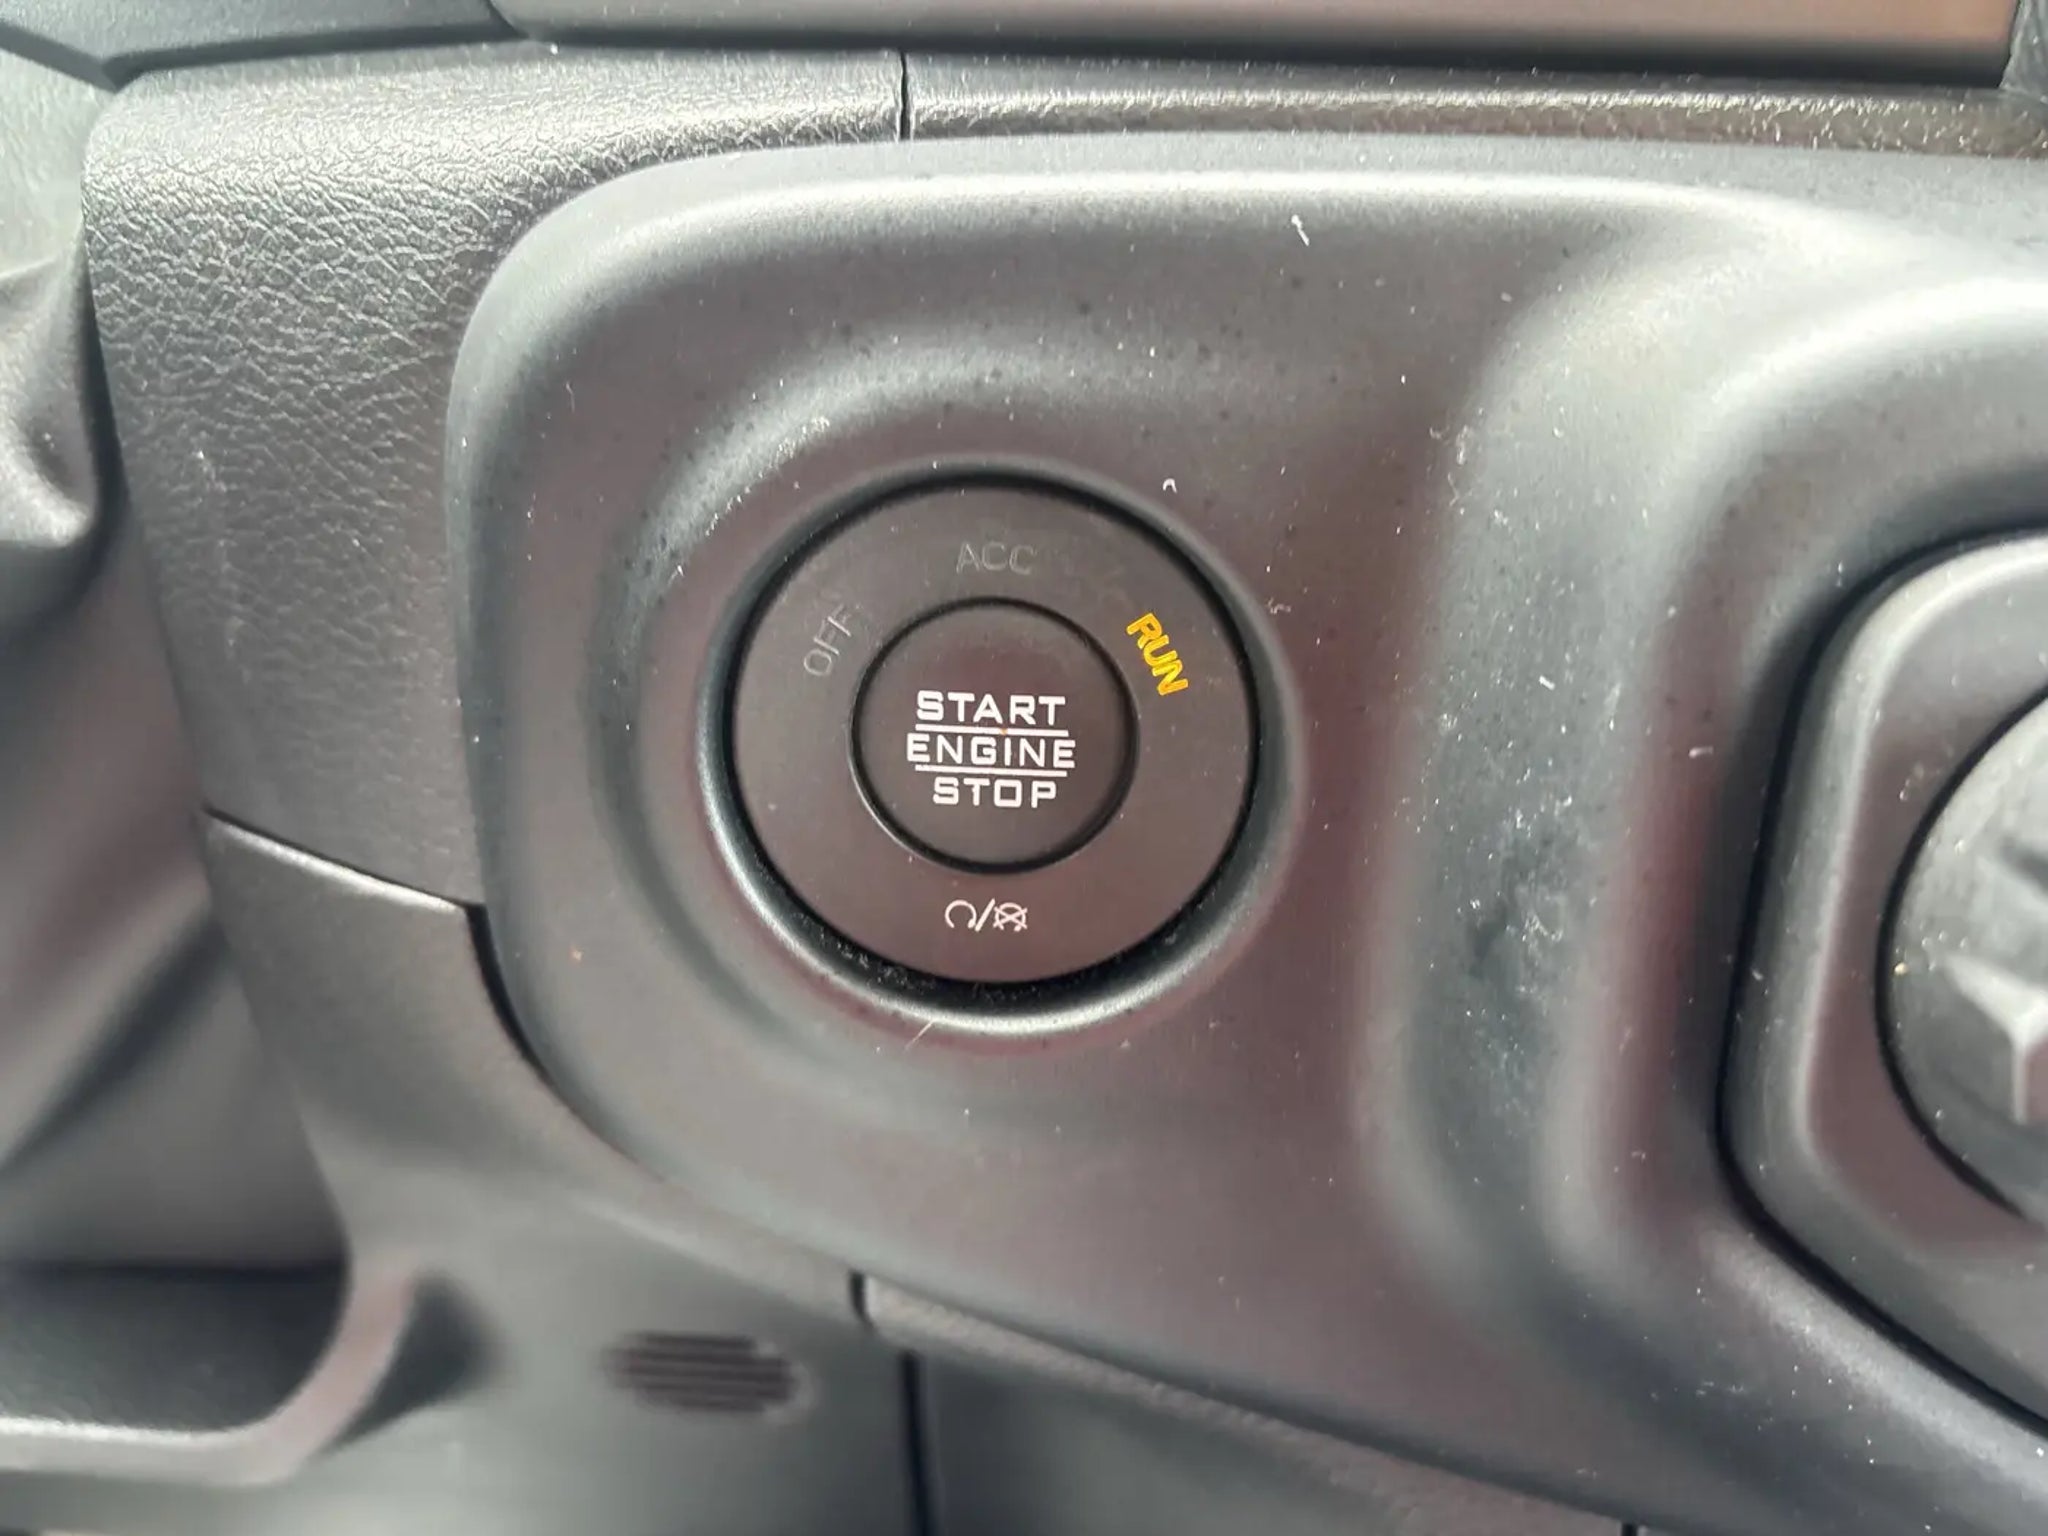 ACC
OFF
RUN
START
ENGINE
STOP